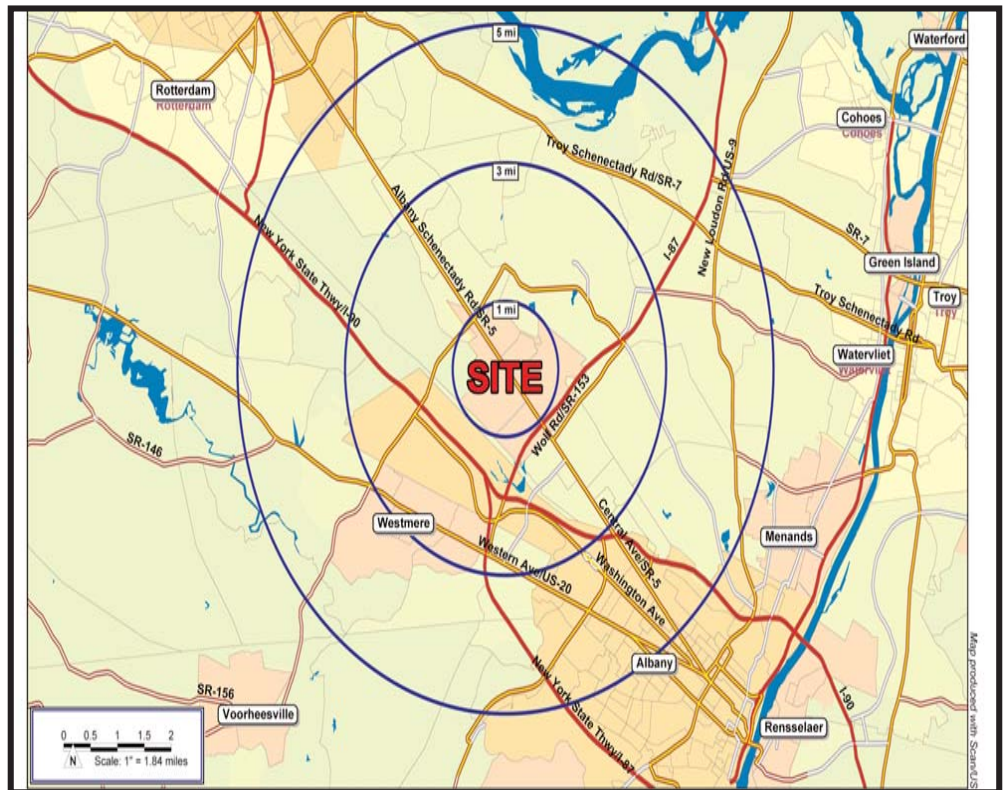 5 mi
Waterford
Rotterdam
Rotterdam
Cohoes
Cohoes
Troy Schenectady Rd/SR-7
3 mi
Albany Schenectady Rd/SR-5
New Loudon Rd/US-9
I-87
SR-7
New York State Thwy/I-90
Green Island
Troy Schenectady Rd
Troy
Troy
1 mi
Watervliet
Watervliet
SITE
Wolf Rd/SR-153
SR-146
Westmere
Central Ave/SR-5
Menands
Western Ave/US-20
Washington Ave
Albany
New York State Thwy/I-87
I-90
SR-156
Voorheesville
Rensselaer
0 0.5 1 1.5 2
N Scale: 1" = 1.84 miles
Map produced with Scan/US